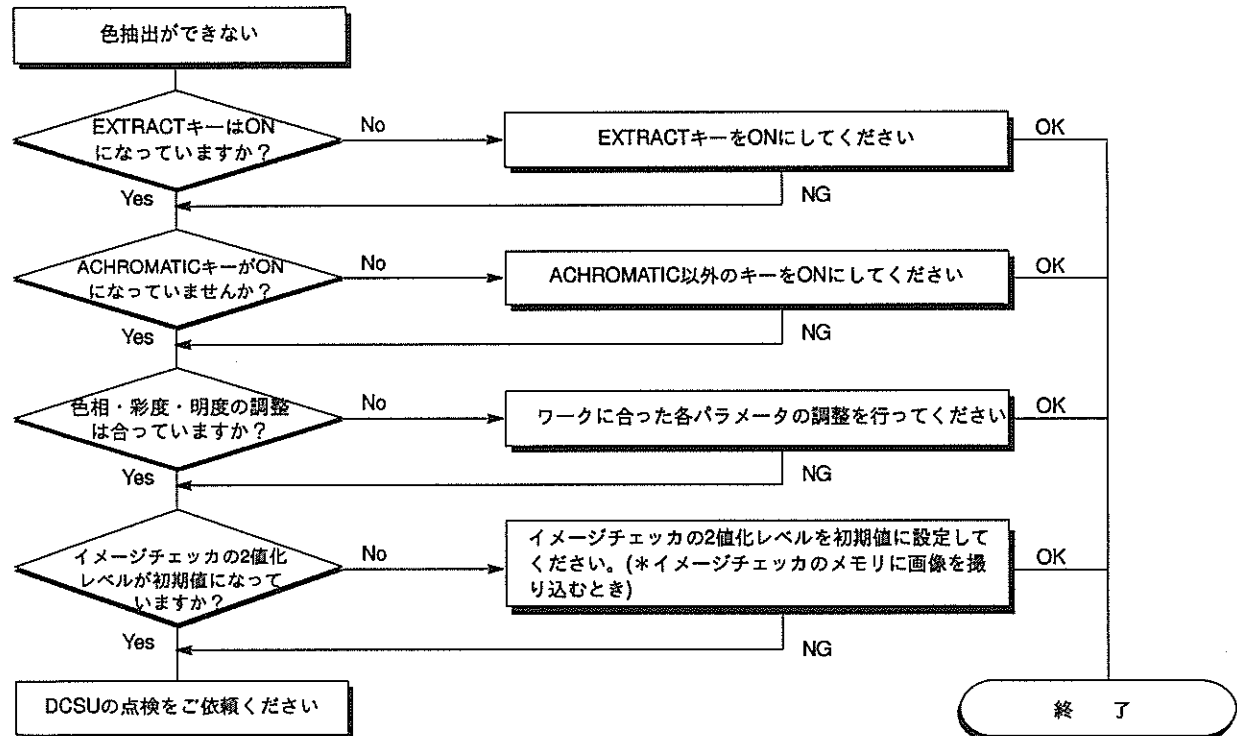 色抽出ができない
EXTRACTキーはON
になっていますか？
No
EXTRACTキーをONにしてください
OK
Yes
NG
ACHROMATICキーがON
になっていませんか？
No
ACHROMATIC以外のキーをONにしてください
OK
Yes
NG
色相・彩度・明度の調整
は合っていますか？
No
ワークに合った各パラメータの調整を行ってください
OK
Yes
NG
イメージチェッカの2値化
レベルが初期値になって
いますか？
No
イメージチェッカの2値化レベルを初期値に設定して
ください。(＊イメージチェッカのメモリに画像を撮
り込むとき)
OK
Yes
NG
DCSUの点検をご依頼ください
終　了